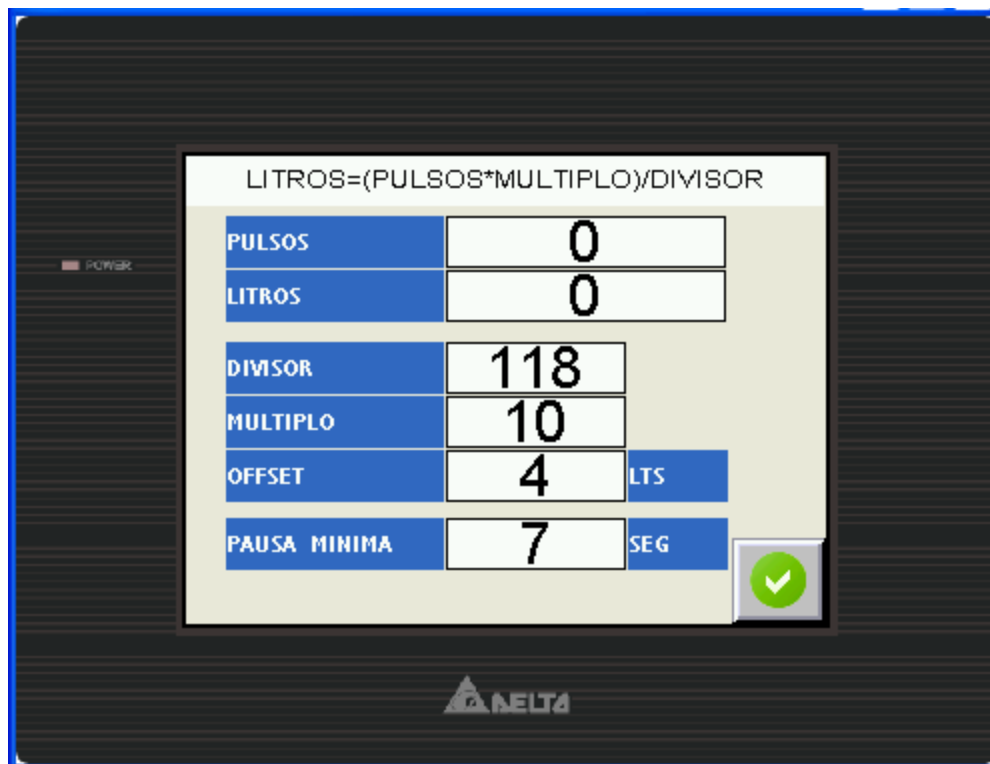 LITROS=(PULSOS*MULTIPLO)/DIVISOR
PULSOS 0
POWER
LITROS 0
DIVISOR 118
MULTIPLO 10
OFFSET 4 LTS
PAUSA MINIMA 7 SEG
NELTA